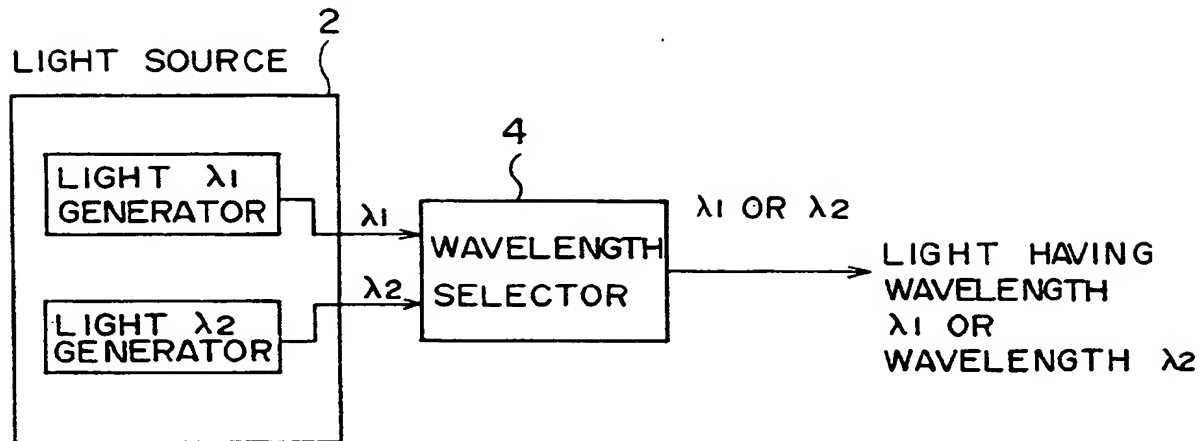 2
LIGHT SOURCE
LIGHT λ1
GENERATOR
LIGHT λ2
GENERATOR
λ1
λ2
4
WAVELENGTH
SELECTOR
λ1 OR λ2
LIGHT HAVING
WAVELENGTH
λ1 OR
WAVELENGTH λ2